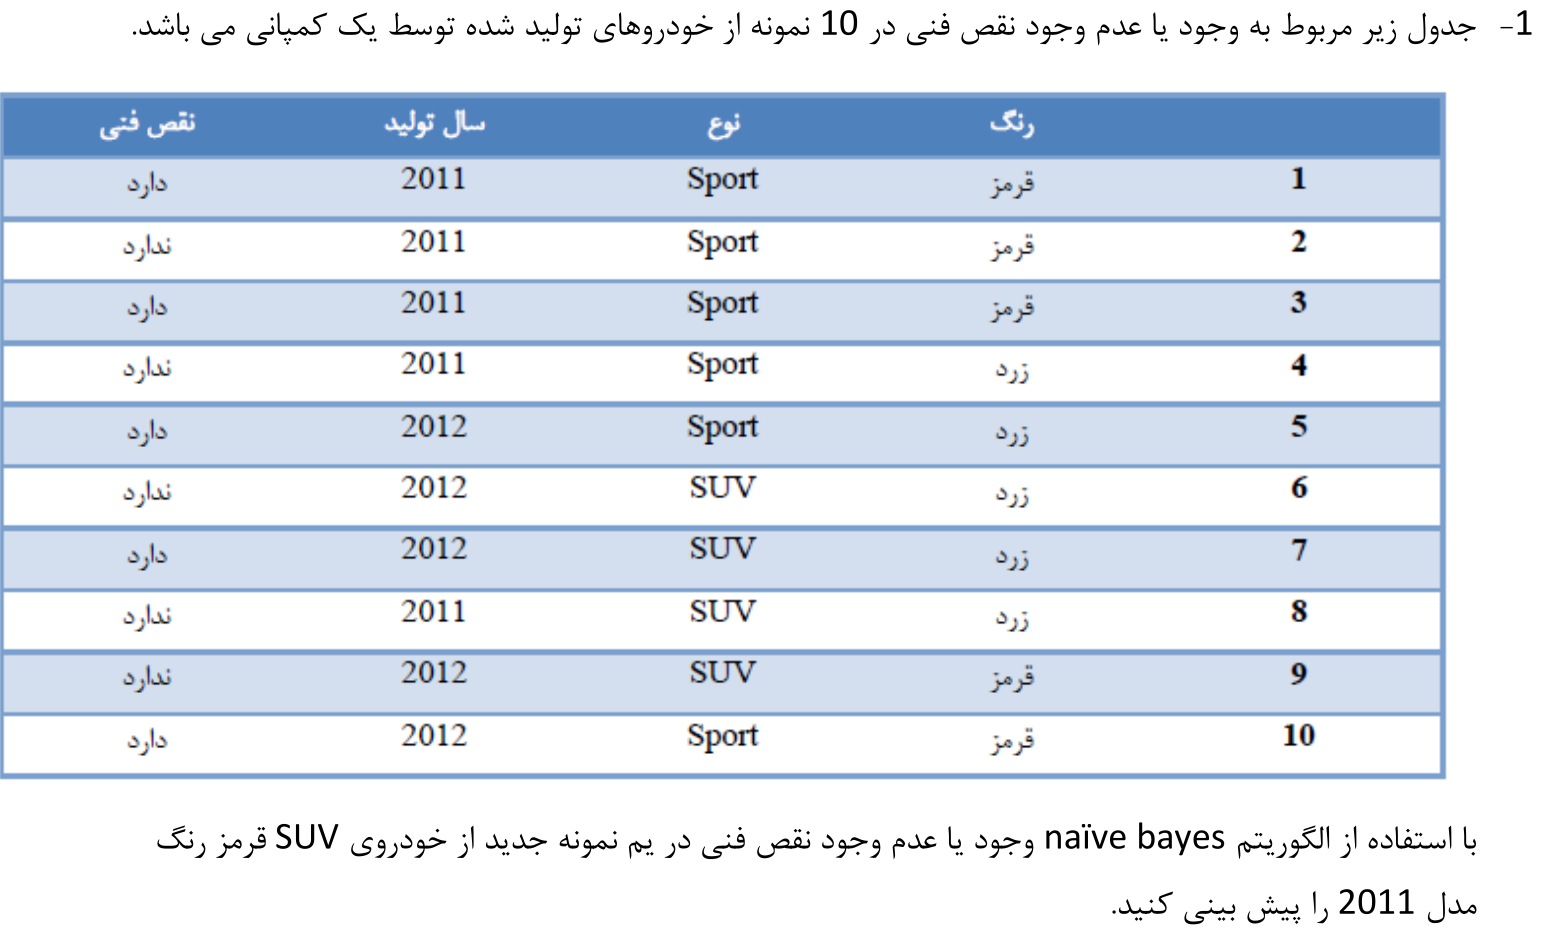 1- جدول زیر مربوط به وجود یا عدم وجود نقص فنی در 10 نمونه از خودروهای تولید شده توسط یک کمپانی می باشد.
رنگ نوع سال تولید نقص فنی
1 قرمز Sport 2011 دارد
2 قرمز Sport 2011 ندارد
3 قرمز Sport 2011 دارد
4 زرد Sport 2011 ندارد
5 زرد Sport 2012 دارد
6 زرد SUV 2012 ندارد
7 زرد SUV 2012 دارد
8 زرد SUV 2011 ندارد
9 قرمز SUV 2012 ندارد
10 قرمز Sport 2012 دارد
با استفاده از الگوریتم naïve bayes وجود یا عدم وجود نقص فنی در یم نمونه جدید از خودروی SUV قرمز رنگ
مدل 2011 را پیش بینی کنید.